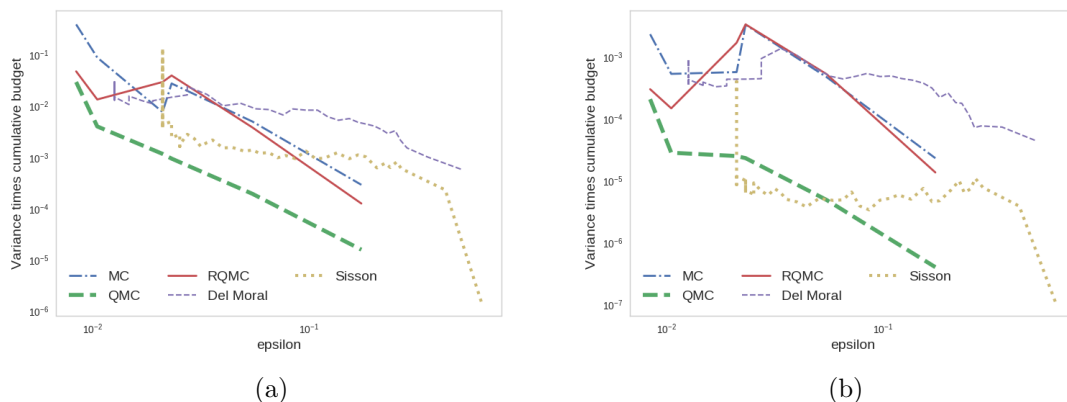 Variance times cumulative budget
10⁻¹
10⁻²
10⁻³
10⁻⁴
10⁻⁵
10⁻⁶
MC RQMC Sisson
QMC Del Moral
10⁻² 10⁻¹
epsilon
(a)
Variance times cumulative budget
10⁻³
10⁻⁴
10⁻⁵
10⁻⁶
10⁻⁷
MC RQMC Sisson
QMC Del Moral
10⁻² 10⁻¹
epsilon
(b)